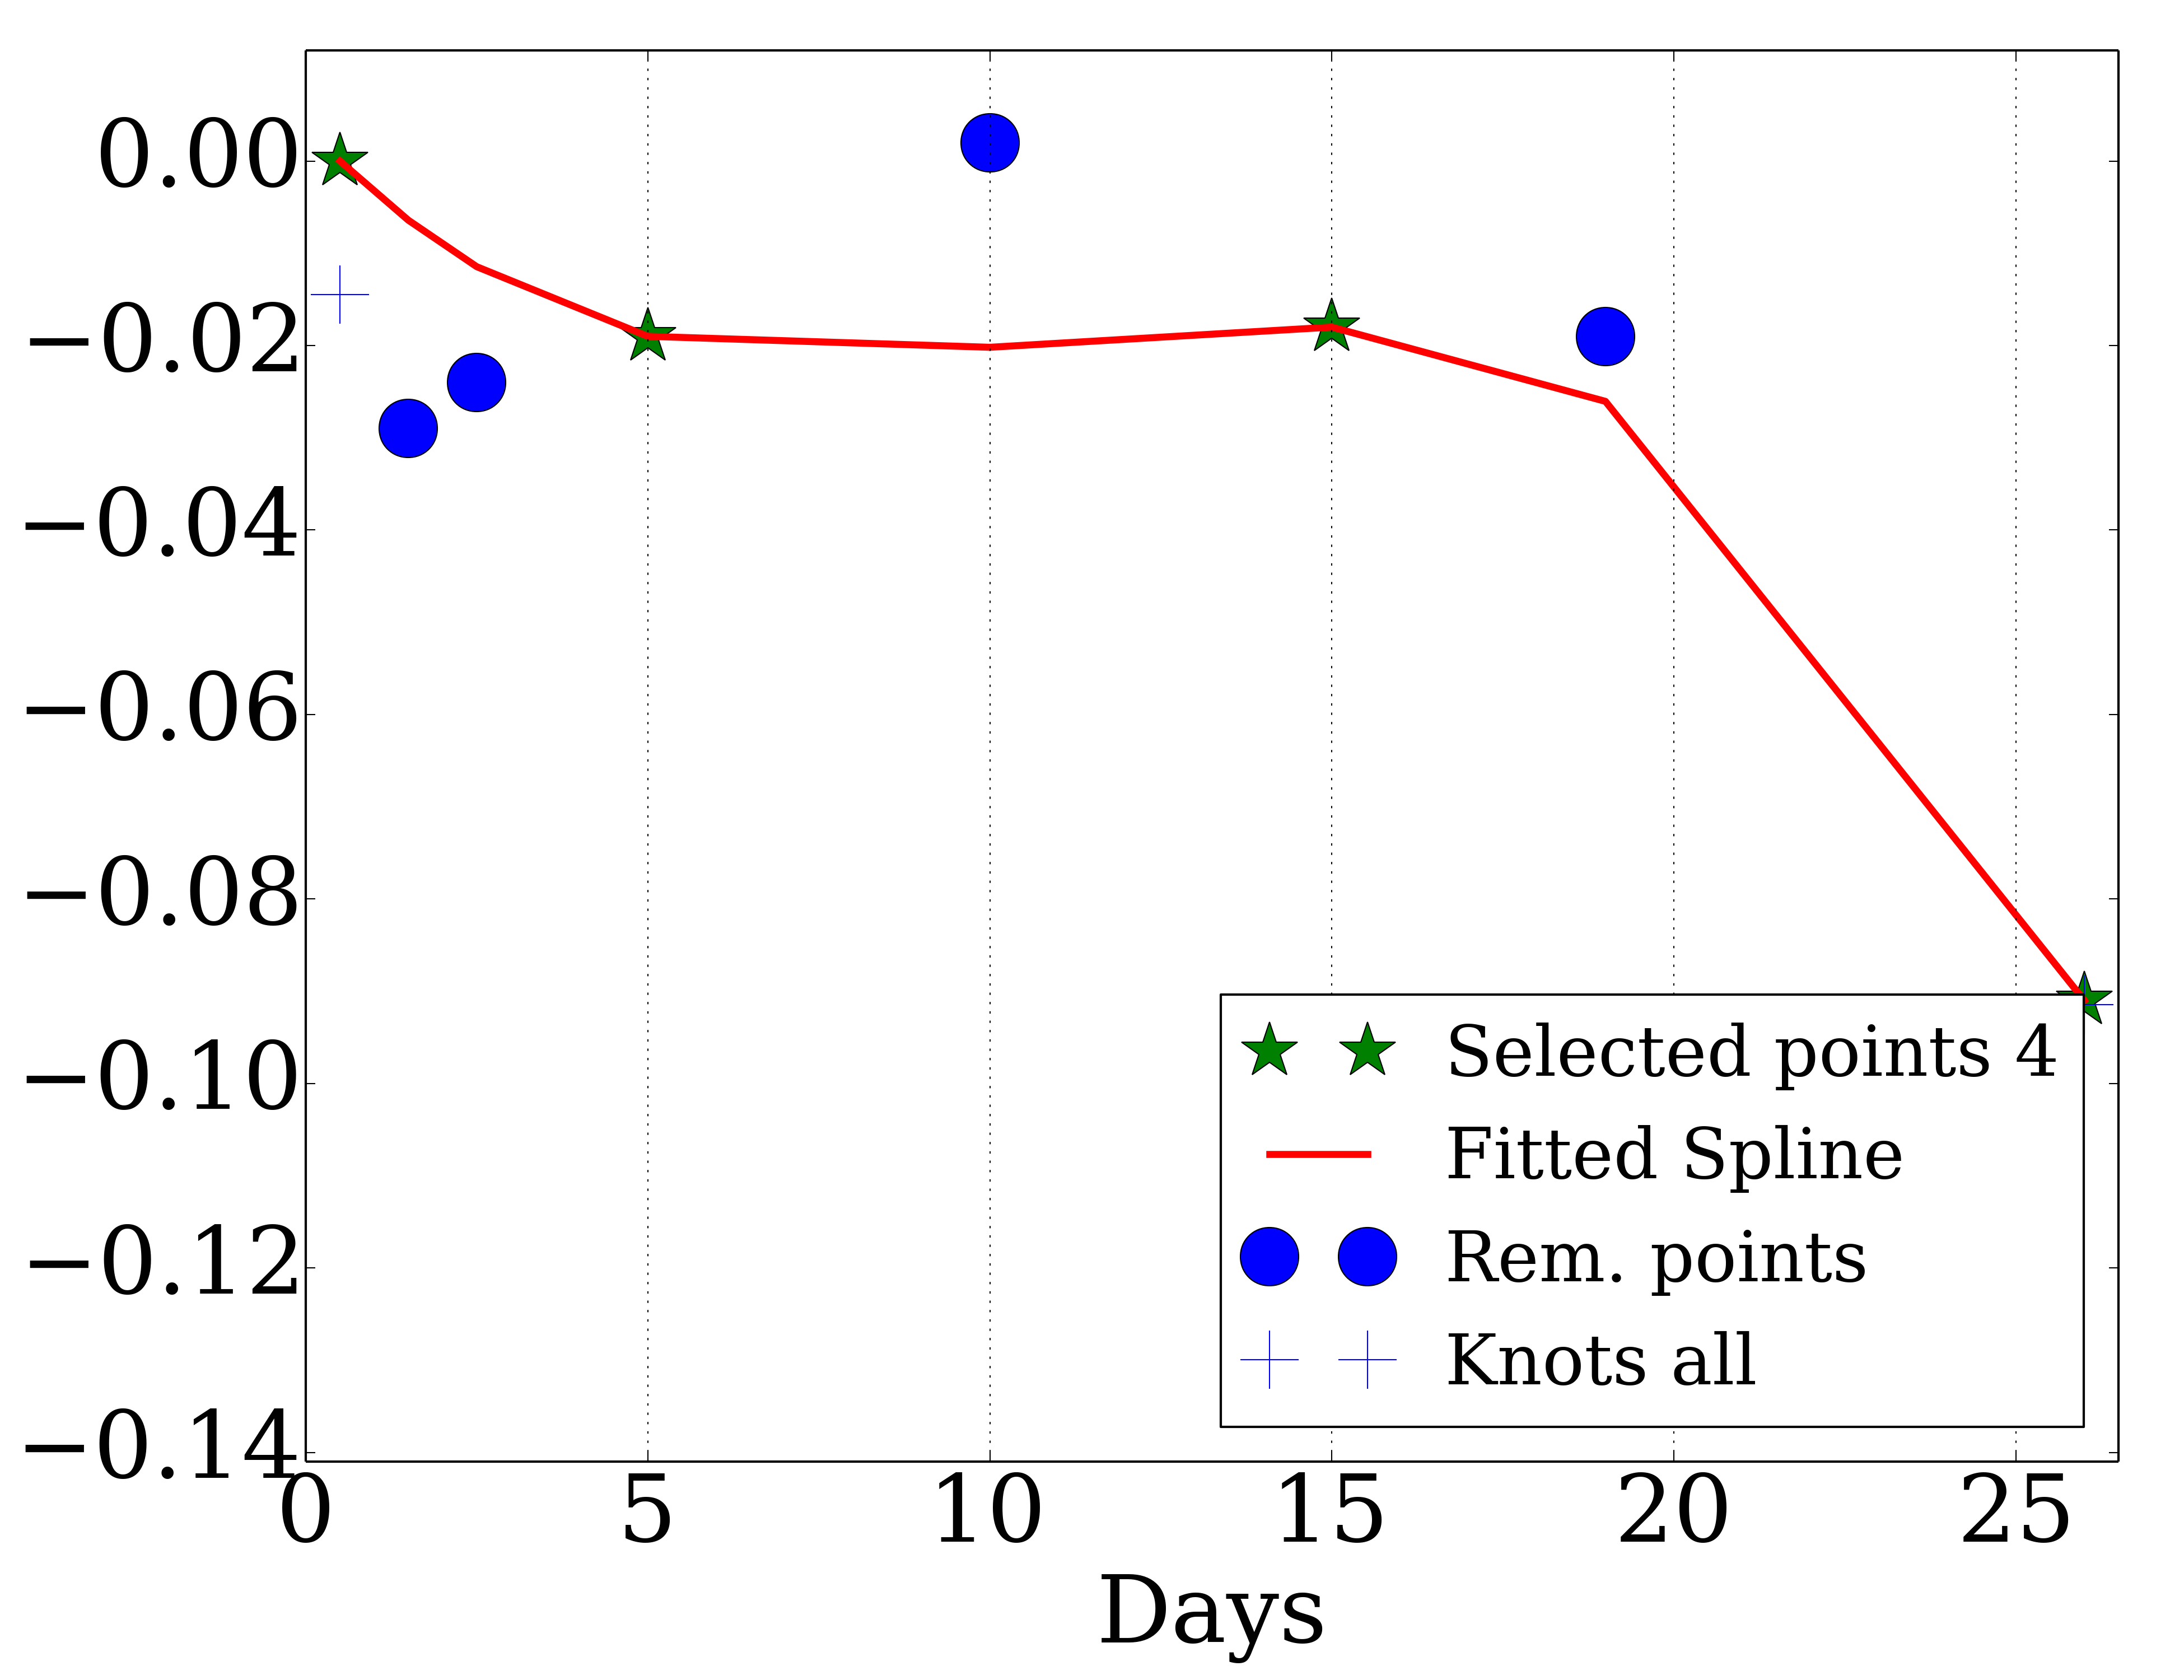 0.00
−0.02
−0.04
−0.06
−0.08
−0.10
−0.12
−0.14
Selected points 4
Fitted Spline
Rem. points
Knots all
0 5 10 15 20 25
Days